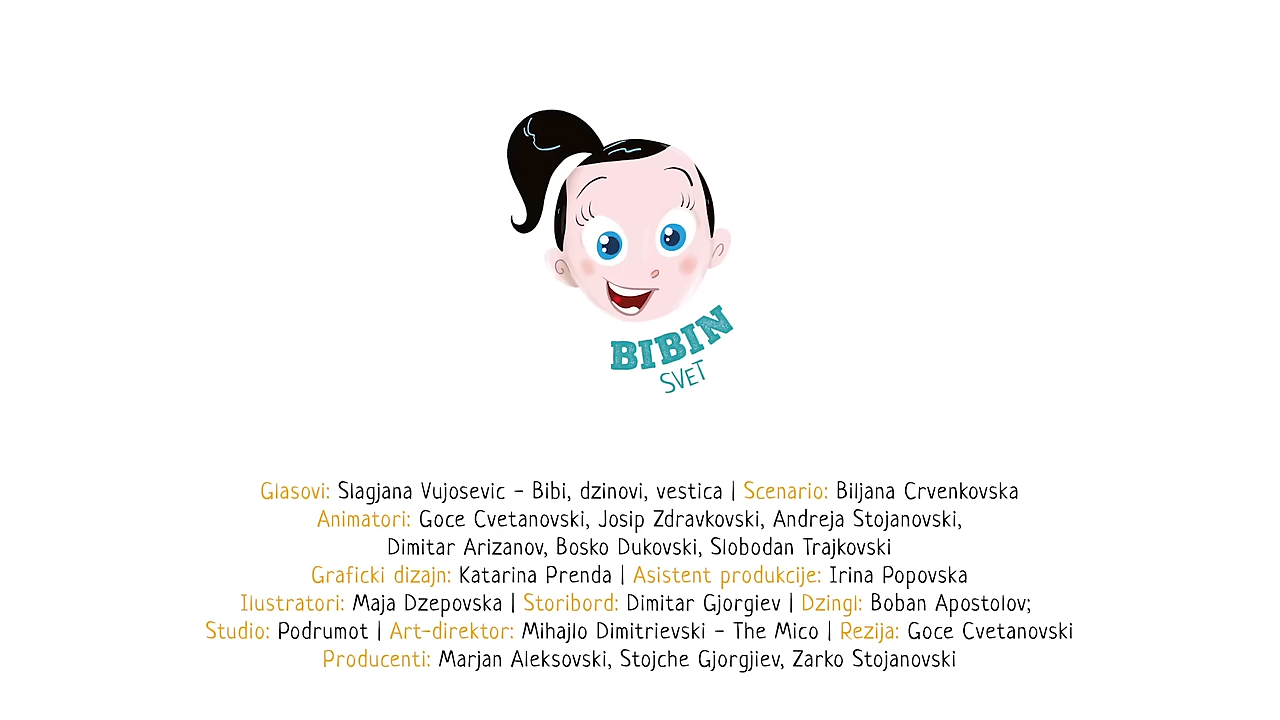 BIBIN
SVET
Glasovi: Slagjana Vujosevic - Bibi, dzinovi, vestica | Scenario: Biljana Crvenkovska
Animatori: Goce Cvetanovski, Josip Zdravkovski, Andreja Stojanovski,
Dimitar Arizanov, Bosko Dukovski, Slobodan Trajkovski
Graficki dizajn: Katarina Prenda | Asistent produkcije: Irina Popovska
Ilustratori: Maja Dzepovska | Storibord: Dimitar Gjorgiev | Dzingl: Boban Apostolov;
Studio: Podrumot | Art-direktor: Mihajlo Dimitrievski - The Mico | Rezija: Goce Cvetanovski
Producenti: Marjan Aleksovski, Stojche Gjorgjiev, Zarko Stojanovski